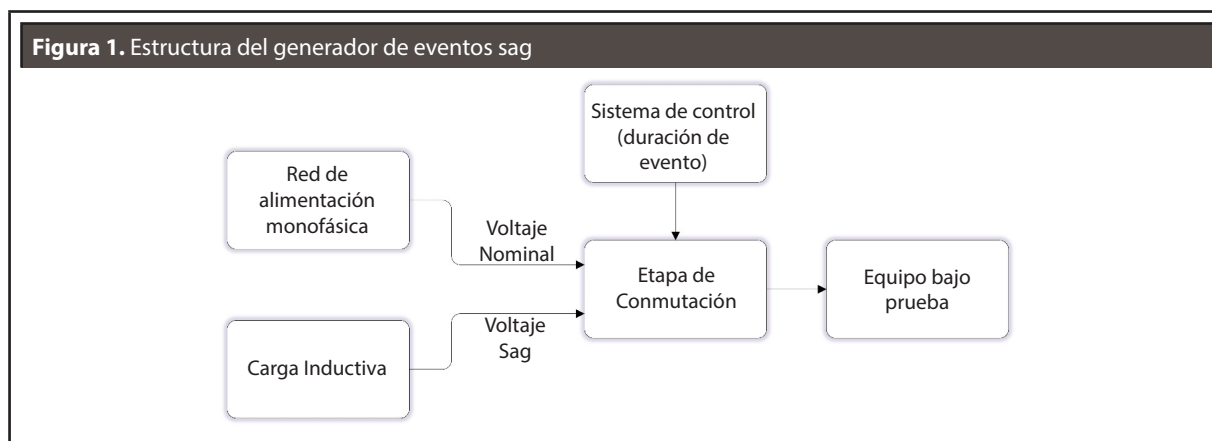 Figura 1. Estructura del generador de eventos sag
Sistema de control
(duración de
evento)
Red de
alimentación
monofásica
Voltaje
Nominal
Etapa de
Conmutación
Equipo bajo
prueba
Voltaje
Sag
Carga Inductiva